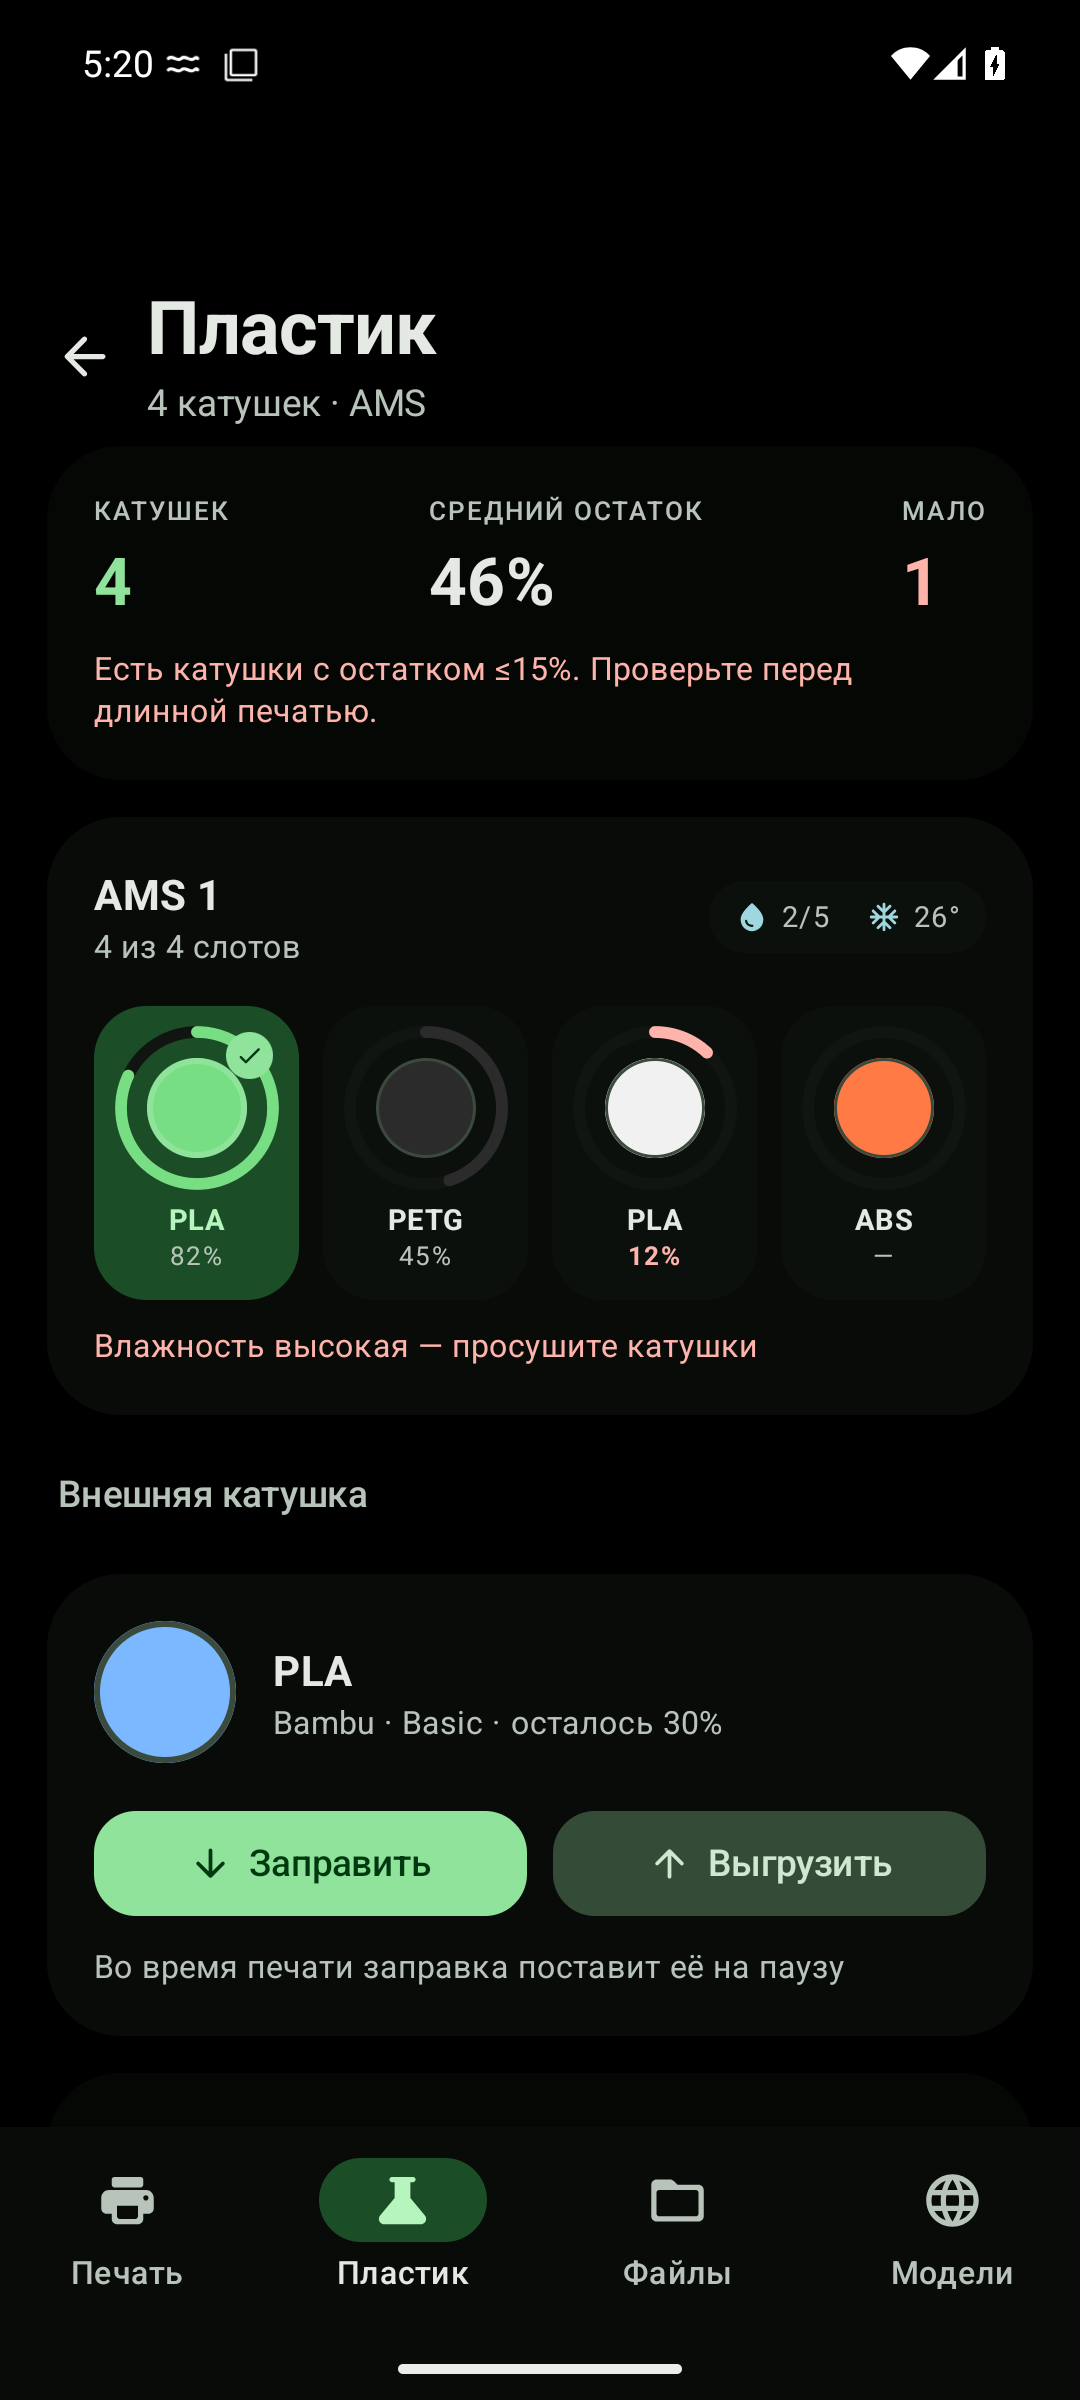 5:20
Пластик
4 катушек · AMS
КАТУШЕК
4
СРЕДНИЙ ОСТАТОК
46%
МАЛО
1
Есть катушки с остатком ≤15%. Проверьте перед
длинной печатью.
AMS 1
4 из 4 слотов
2/5
26°
PLA
82%
PETG
45%
PLA
12%
ABS
—
Влажность высокая — просушите катушки
Внешняя катушка
PLA
Bambu · Basic · осталось 30%
Заправить
Выгрузить
Во время печати заправка поставит её на паузу
Печать
Пластик
Файлы
Модели